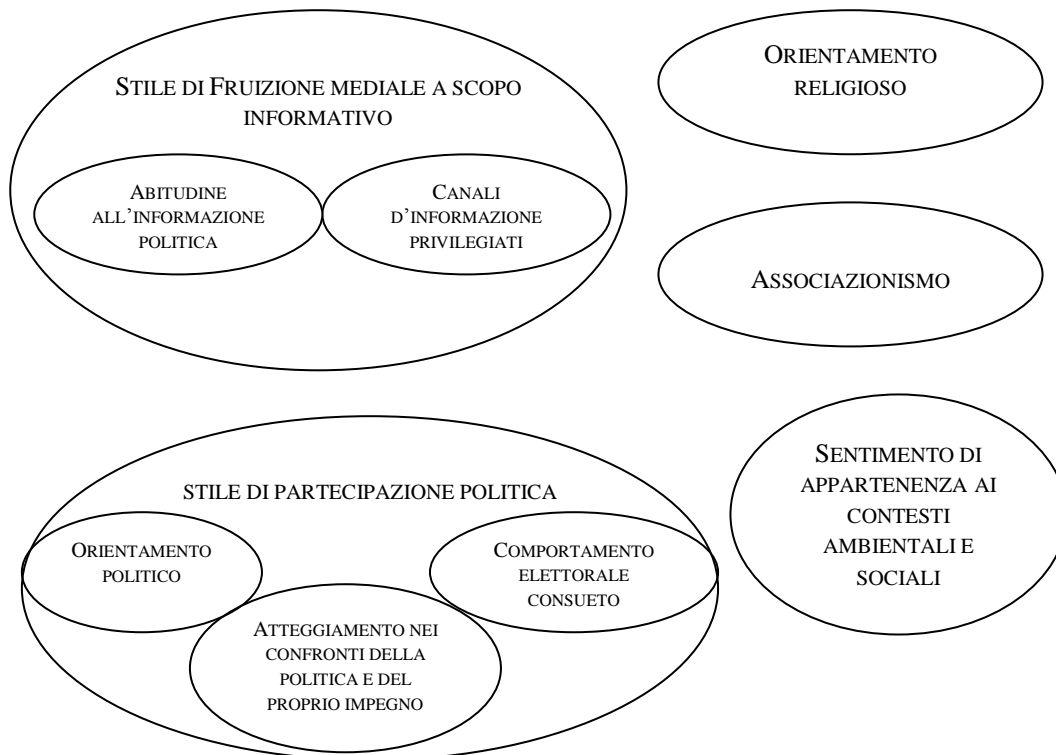 STILE DI FRUIZIONE MEDIALE A SCOPO
INFORMATIVO
ABITUDINE
ALL'INFORMAZIONE
POLITICA
CANALI
D'INFORMAZIONE
PRIVILEGIATI
ORIENTAMENTO
RELIGIOSO
ASSOCIAZIONISMO
STILE DI PARTECIPAZIONE POLITICA
ORIENTAMENTO
POLITICO
COMPORTAMENTO
ELETTORALE
CONSUETO
ATTEGGIAMENTO NEI
CONFRONTI DELLA
POLITICA E DEL
PROPRIO IMPEGNO
SENTIMENTO DI
APPARTENENZA AI
CONTESTI
AMBIENTALI E
SOCIALI